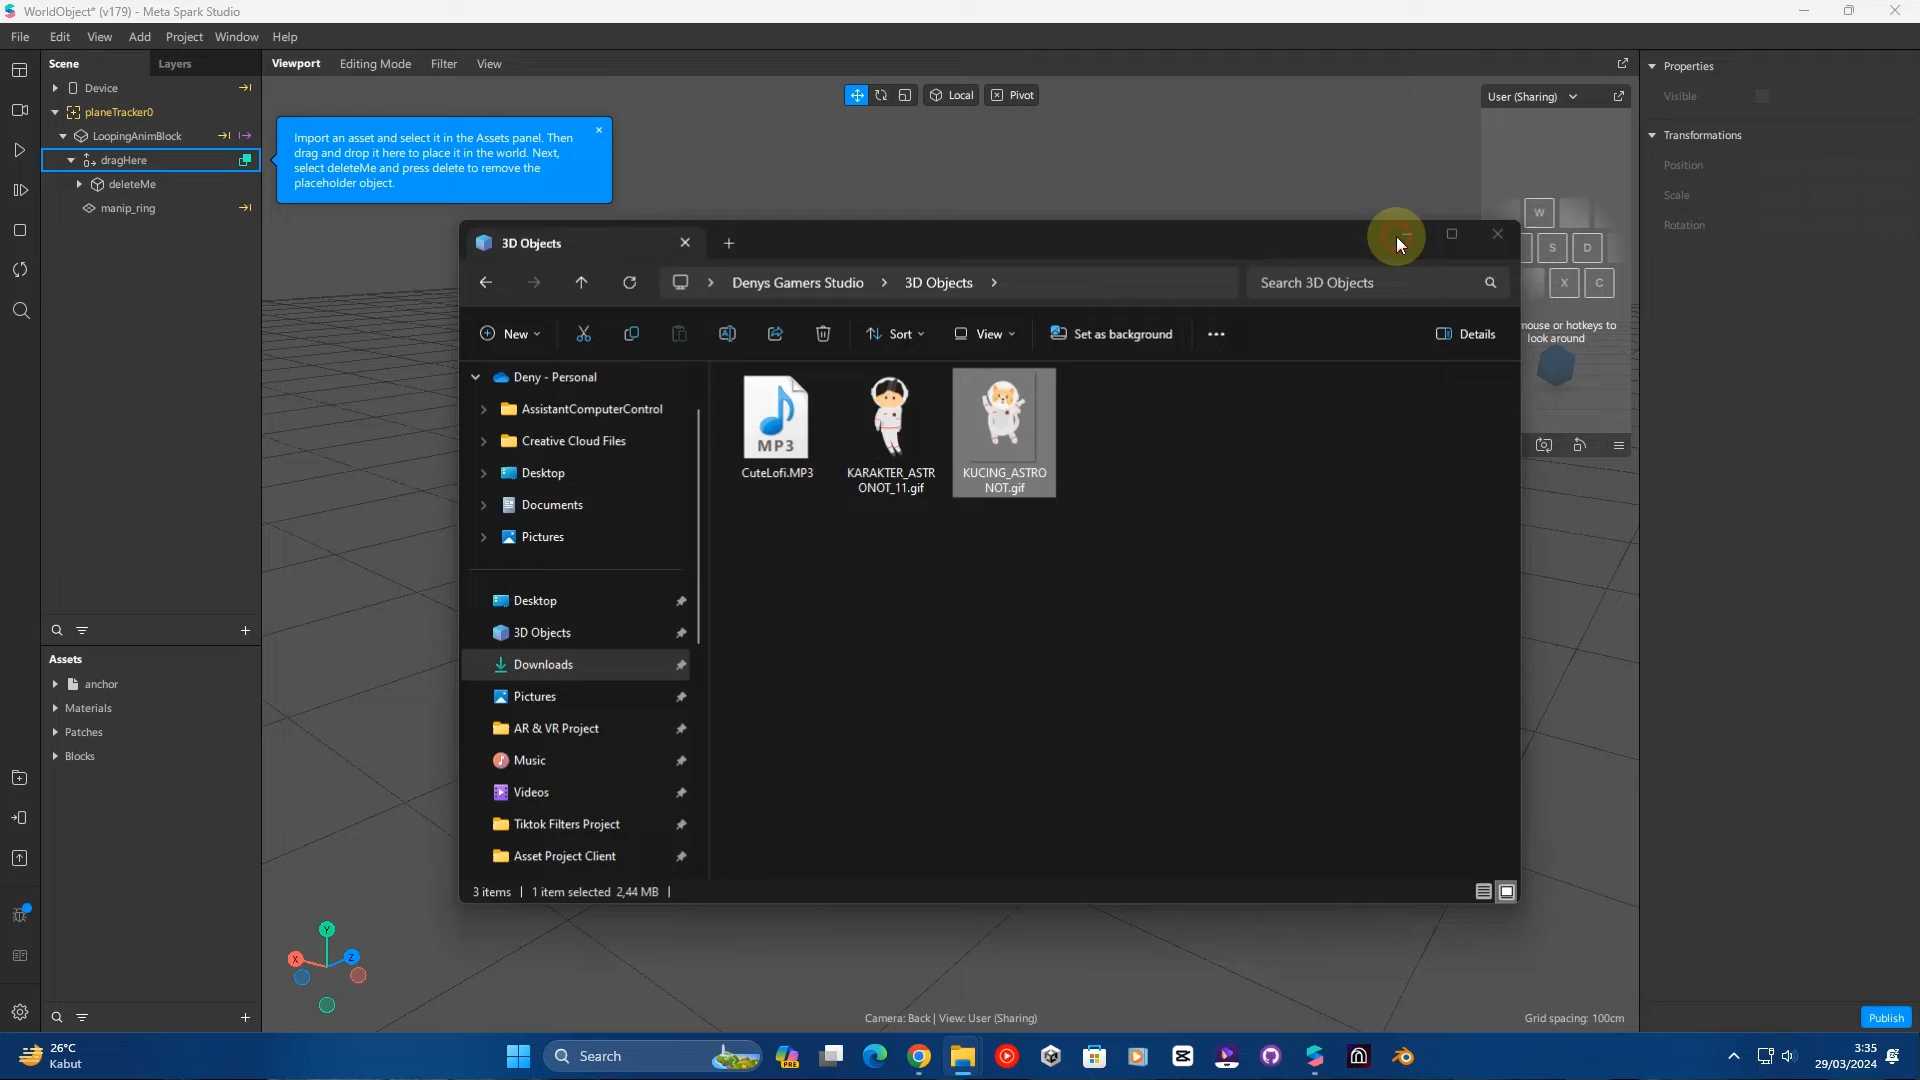 WorldObject* (v179) - Meta Spark Studio
File Edit View Add Project Window Help
Scene Layers
Device
planeTracker0
LoopingAnimBlock
dragHere
deleteMe
manip_ring
Viewport Editing Mode Filter View
Local Pivot
Import an asset and select it in the Assets panel. Then
drag and drop it here to place it in the world. Next,
select deleteMe and press delete to remove the
placeholder object.
User (Sharing)
W
S D
X C
ouse or hotkeys to
look around
Properties
Visible
Transformations
Position
Scale
Rotation
3D Objects
Denys Gamers Studio > 3D Objects >
Search 3D Objects
New Sort View Set as background Details
Deny - Personal
AssistantComputerControl
Creative Cloud Files
Desktop
Documents
Pictures
Desktop
3D Objects
Downloads
Pictures
AR & VR Project
Music
Videos
Tiktok Filters Project
Asset Project Client
MP3
CuteLofi.MP3
KARAKTER_ASTR
ONOT_11.gif
KUCING_ASTRO
NOT.gif
3 items 1 item selected 2,44 MB
Assets
anchor
Materials
Patches
Blocks
Y
X
Z
Camera: Back | View: User (Sharing)
Grid spacing: 100cm
Publish
26°C
Kabut
Search
PRE
3:35
29/03/2024